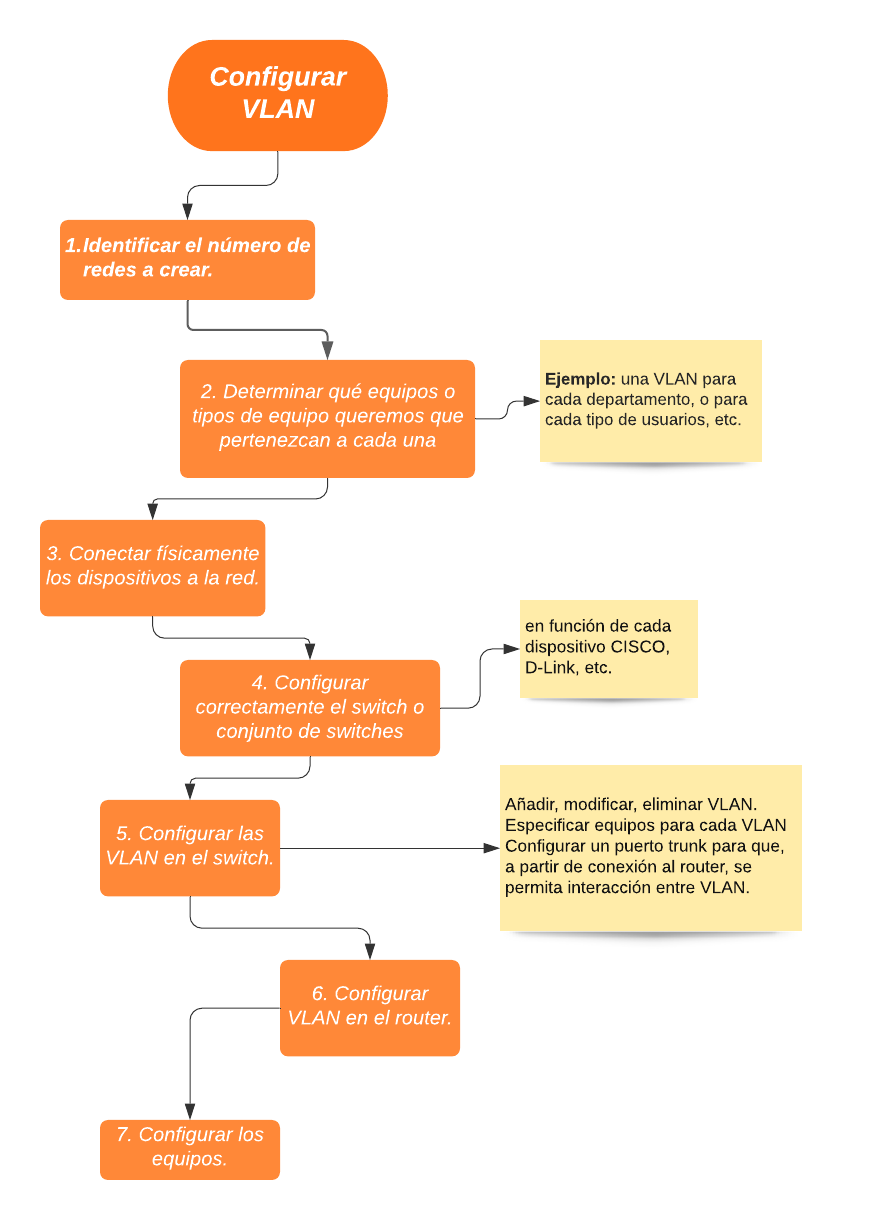 Configurar
VLAN
1.Identificar el número de
redes a crear.
2. Determinar qué equipos o
tipos de equipo queremos que
pertenezcan a cada una
Ejemplo: una VLAN para
cada departamento, o para
cada tipo de usuarios, etc.
3. Conectar físicamente
los dispositivos a la red.
4. Configurar
correctamente el switch o
conjunto de switches
en función de cada
dispositivo CISCO,
D-Link, etc.
5. Configurar las
VLAN en el switch.
Añadir, modificar, eliminar VLAN.
Especificar equipos para cada VLAN
Configurar un puerto trunk para que,
a partir de conexión al router, se
permita interacción entre VLAN.
6. Configurar
VLAN en el router.
7. Configurar los
equipos.